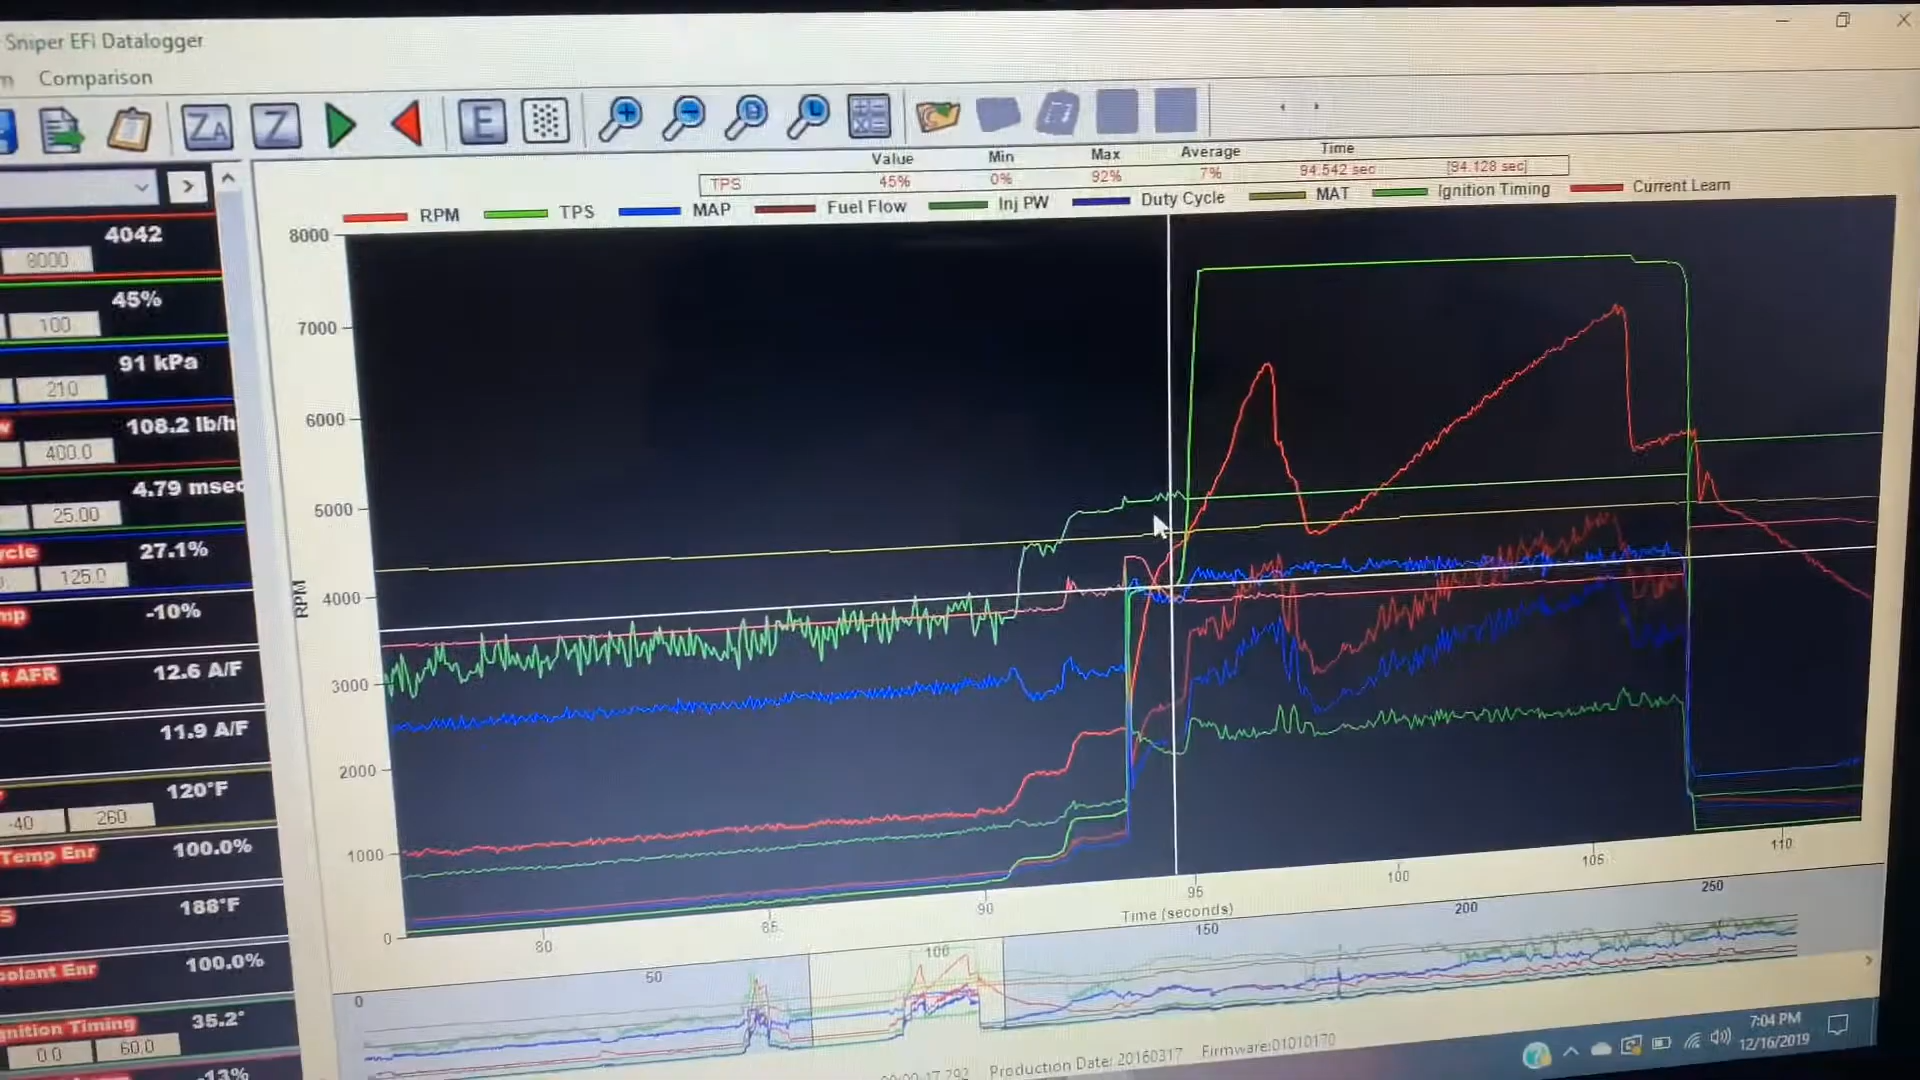 Sniper EFI Datalogger
Comparison
ZA Z E
Value Min Max Average Time
TPS 45% 0% 92% 7% 94.542 sec [94.128 sec]
RPM TPS MAP Fuel Flow Inj PW Duty Cycle MAT Ignition Timing Current Learn
4042
8000
45%
100
91 kPa
210
108.2 lb/h
400.0
4.79 msec
25.00
27.1%
125.0
-10%
AFR 12.6 A/F
11.9 A/F
120°F
-40 260
Temp Enr 100.0%
188°F
Enr 100.0%
Timing 35.2°
0.0 60.0
-13%
8000
7000
6000
5000
4000
3000
2000
1000
0
RPM
80 85 90 95 100 105 110
Time (seconds)
0 50 100 150 200 250
Production Date: 20160317 Firmware:01010170
7:04 PM
12/16/2019